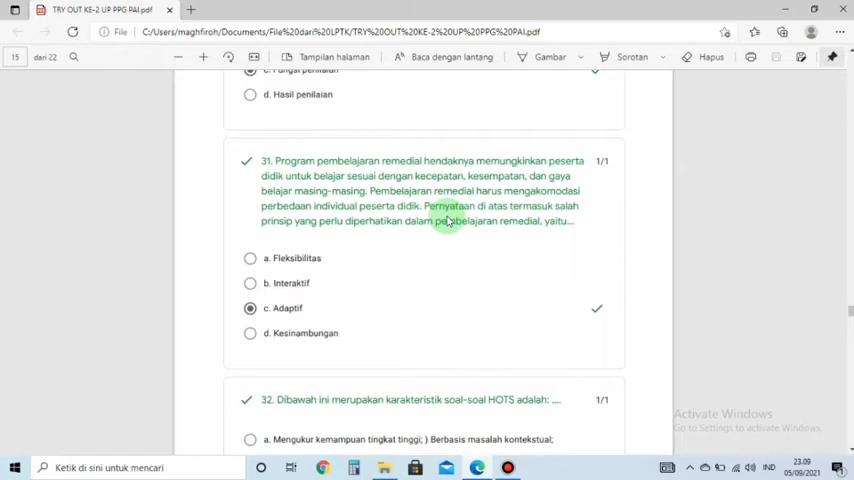 TRY OUT KE-2 UP PPG PAI.pdf
File
C:/Users/maghfiroh/Documents/File%20dari%20LPTK/TRY%20OUT%20KE-2%20UP%20PPG%20PAI.pdf
15 dari 22
Tampilan halaman
Baca dengan lantang
Gambar
Sorotan
Hapus
c. Fungsi penilaian
d. Hasil penilaian
31. Program pembelajaran remedial hendaknya memungkinkan peserta 1/1
didik untuk belajar sesuai dengan kecepatan, kesempatan, dan gaya
belajar masing-masing. Pembelajaran remedial harus mengakomodasi
perbedaan individual peserta didik. Pernyataan di atas termasuk salah
prinsip yang perlu diperhatikan dalam pembelajaran remedial, yaitu...
a. Fleksibilitas
b. Interaktif
c. Adaptif
d. Kesinambungan
32. Dibawah ini merupakan karakteristik soal-soal HOTS adalah: .... 1/1
a. Mengukur kemampuan tingkat tinggi; ) Berbasis masalah kontekstual;
Activate Windows
Go to Settings to activate Windows.
Ketik di sini untuk mencari
IND
23.09
05/09/2021